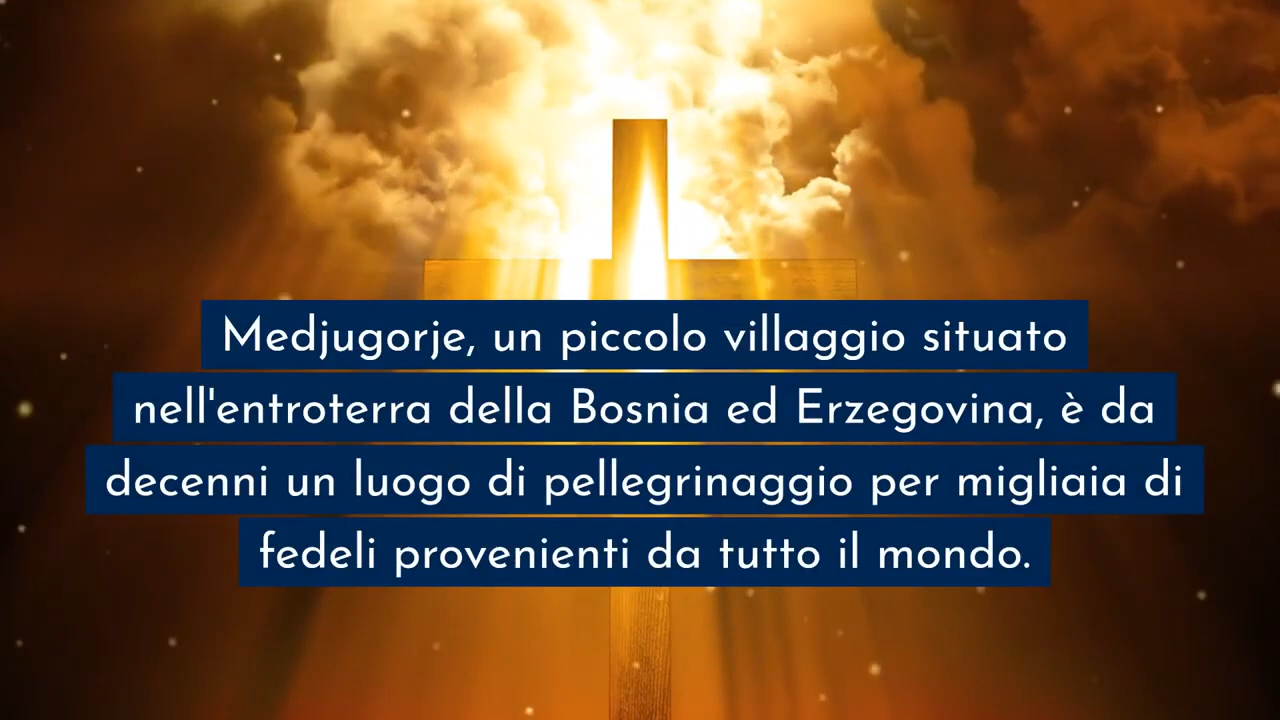 Medjugorje, un piccolo villaggio situato
nell'entroterra della Bosnia ed Erzegovina, è da
decenni un luogo di pellegrinaggio per migliaia di
fedeli provenienti da tutto il mondo.